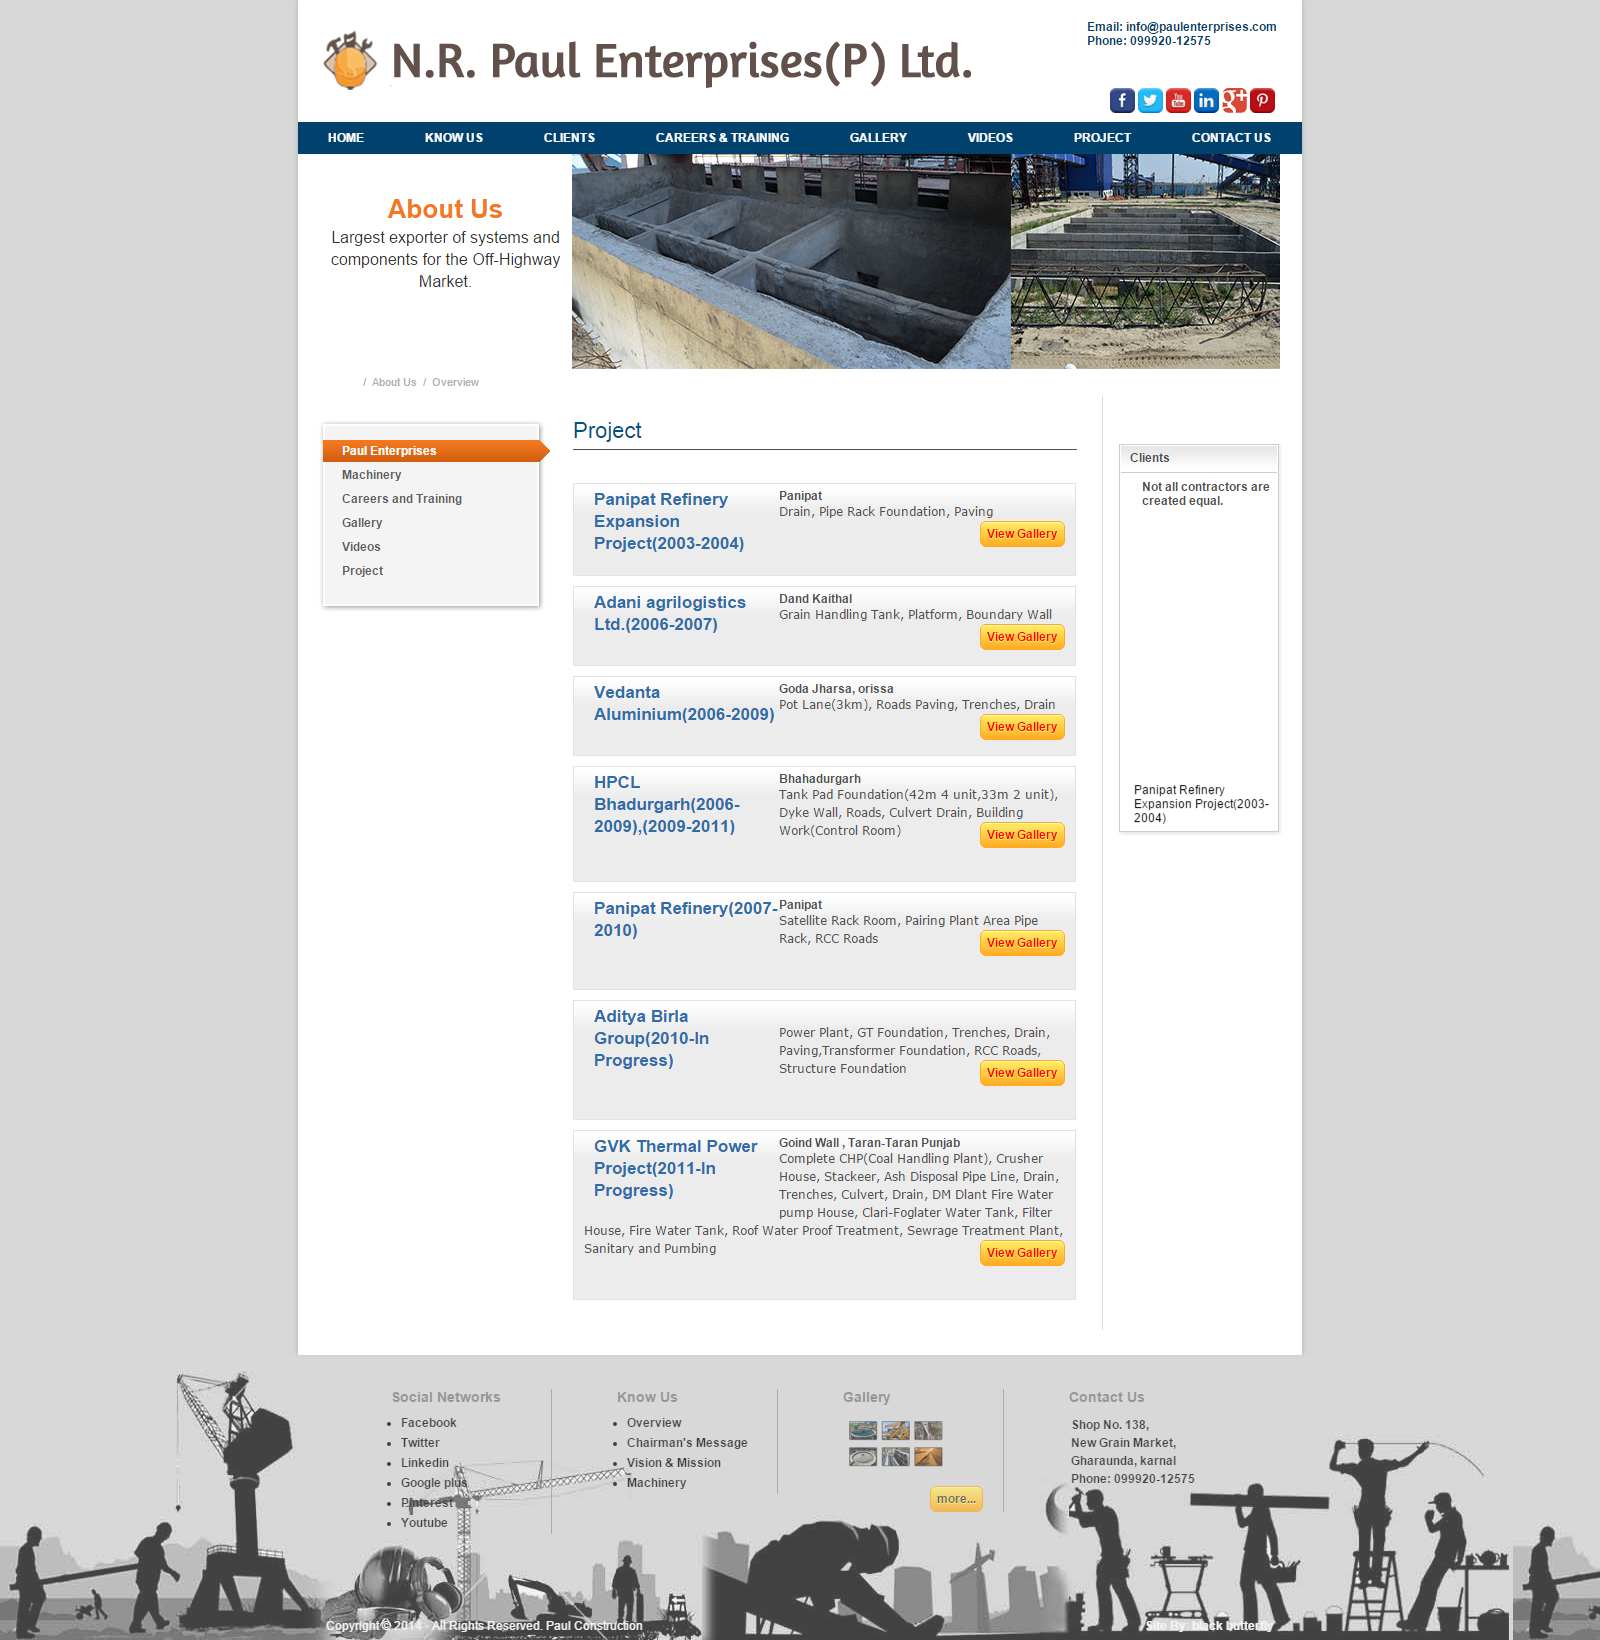 N.R. Paul Enterprises(P) Ltd.
Email: info@paulenterprises.com
Phone: 099920-12575
HOME KNOW US CLIENTS CAREERS & TRAINING GALLERY VIDEOS PROJECT CONTACT US
About Us
Largest exporter of systems and
components for the Off-Highway
Market.
/ About Us / Overview
Paul Enterprises
Machinery
Careers and Training
Gallery
Videos
Project
Project
Panipat Refinery
Expansion
Project(2003-2004)
Panipat
Drain, Pipe Rack Foundation, Paving
View Gallery
Adani agrilogistics
Ltd.(2006-2007)
Dand Kaithal
Grain Handling Tank, Platform, Boundary Wall
View Gallery
Vedanta
Aluminium(2006-2009)
Goda Jharsa, orissa
Pot Lane(3km), Roads Paving, Trenches, Drain
View Gallery
HPCL
Bhadurgarh(2006-
2009),(2009-2011)
Bhahadurgarh
Tank Pad Foundation(42m 4 unit,33m 2 unit),
Dyke Wall, Roads, Culvert Drain, Building
Work(Control Room)
View Gallery
Panipat Refinery(2007-
2010)
Panipat
Satellite Rack Room, Pairing Plant Area Pipe
Rack, RCC Roads
View Gallery
Aditya Birla
Group(2010-In
Progress)
Power Plant, GT Foundation, Trenches, Drain,
Paving,Transformer Foundation, RCC Roads,
Structure Foundation
View Gallery
GVK Thermal Power
Project(2011-In
Progress)
Goind Wall , Taran-Taran Punjab
Complete CHP(Coal Handling Plant), Crusher
House, Stackeer, Ash Disposal Pipe Line, Drain,
Trenches, Culvert, Drain, DM Dlant Fire Water
pump House, Clari-Foglater Water Tank, Filter
House, Fire Water Tank, Roof Water Proof Treatment, Sewrage Treatment Plant,
Sanitary and Pumbing
View Gallery
Clients
Not all contractors are
created equal.
Panipat Refinery
Expansion Project(2003-
2004)
Social Networks
Facebook
Twitter
Linkedin
Google plus
PInterest
Youtube
Know Us
Overview
Chairman's Message
Vision & Mission
Machinery
Gallery
more...
Contact Us
Shop No. 138,
New Grain Market,
Gharaunda, karnal
Phone: 099920-12575
Copyright © 2014 - All Rights Reserved. Paul Construction
Site By: black butterfly